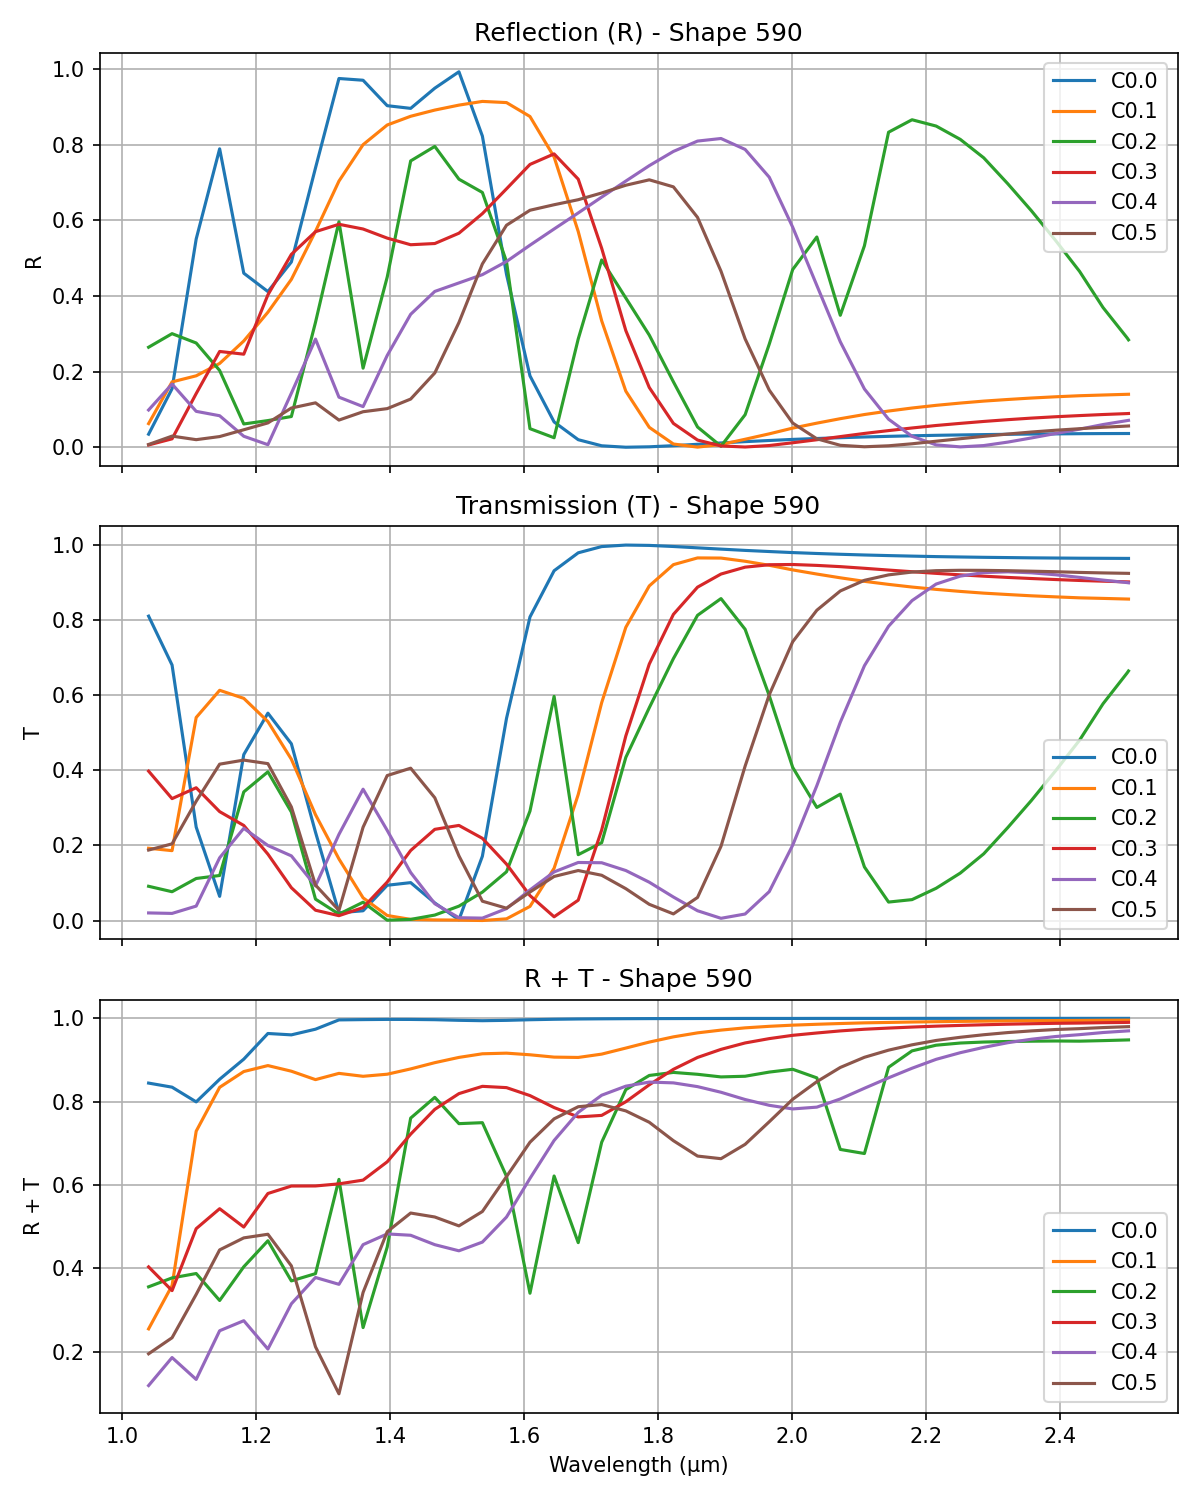 Reflection (R) - Shape 590
1.0
0.8
0.6
0.4
0.2
0.0
R
C0.0
C0.1
C0.2
C0.3
C0.4
C0.5
Transmission (T) - Shape 590
1.0
0.8
0.6
0.4
0.2
0.0
T
C0.0
C0.1
C0.2
C0.3
C0.4
C0.5
R + T - Shape 590
1.0
0.8
0.6
0.4
0.2
R + T
C0.0
C0.1
C0.2
C0.3
C0.4
C0.5
1.0 1.2 1.4 1.6 1.8 2.0 2.2 2.4
Wavelength (μm)